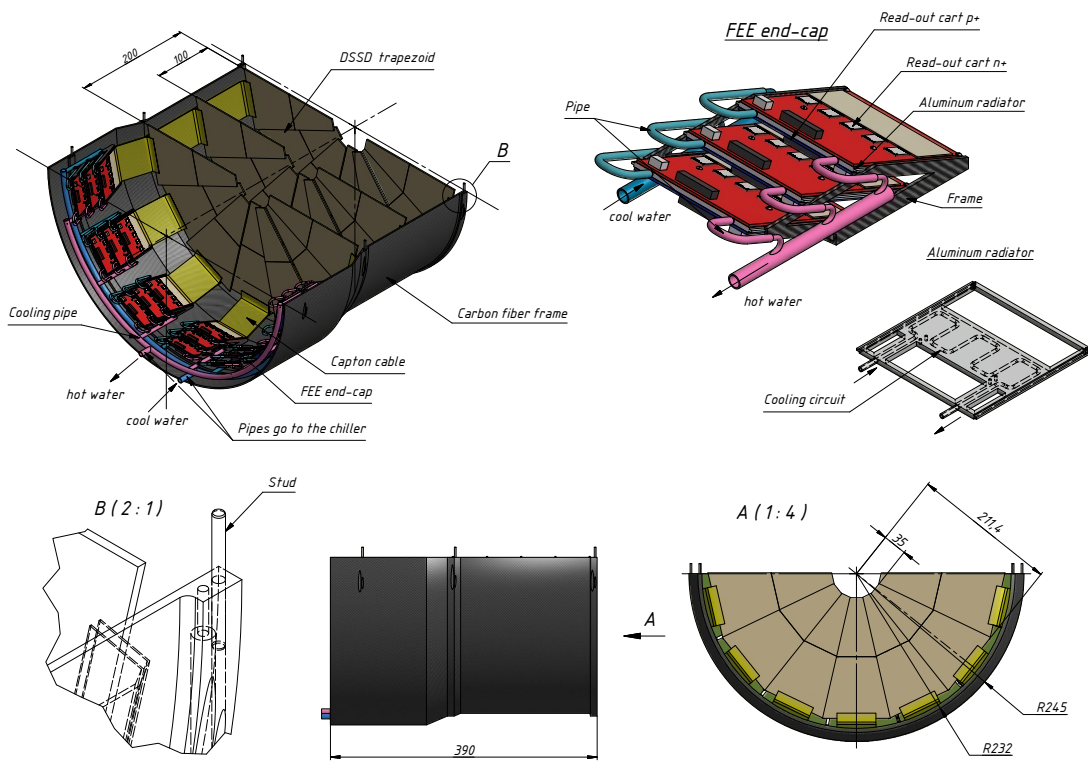 200
100
DSSD trapezoid
B
Cooling pipe
hot water
cool water
Pipes go to the chiller
FEE end-cap
Capton cable
Carbon fiber frame
FEE end-cap
Read-out cart p+
Read-out cart n+
Aluminum radiator
Pipe
cool water
Frame
hot water
Aluminum radiator
Cooling circuit
B ( 2 : 1 )
Stud
390
A
A ( 1 : 4 )
211,4
35
R245
R232